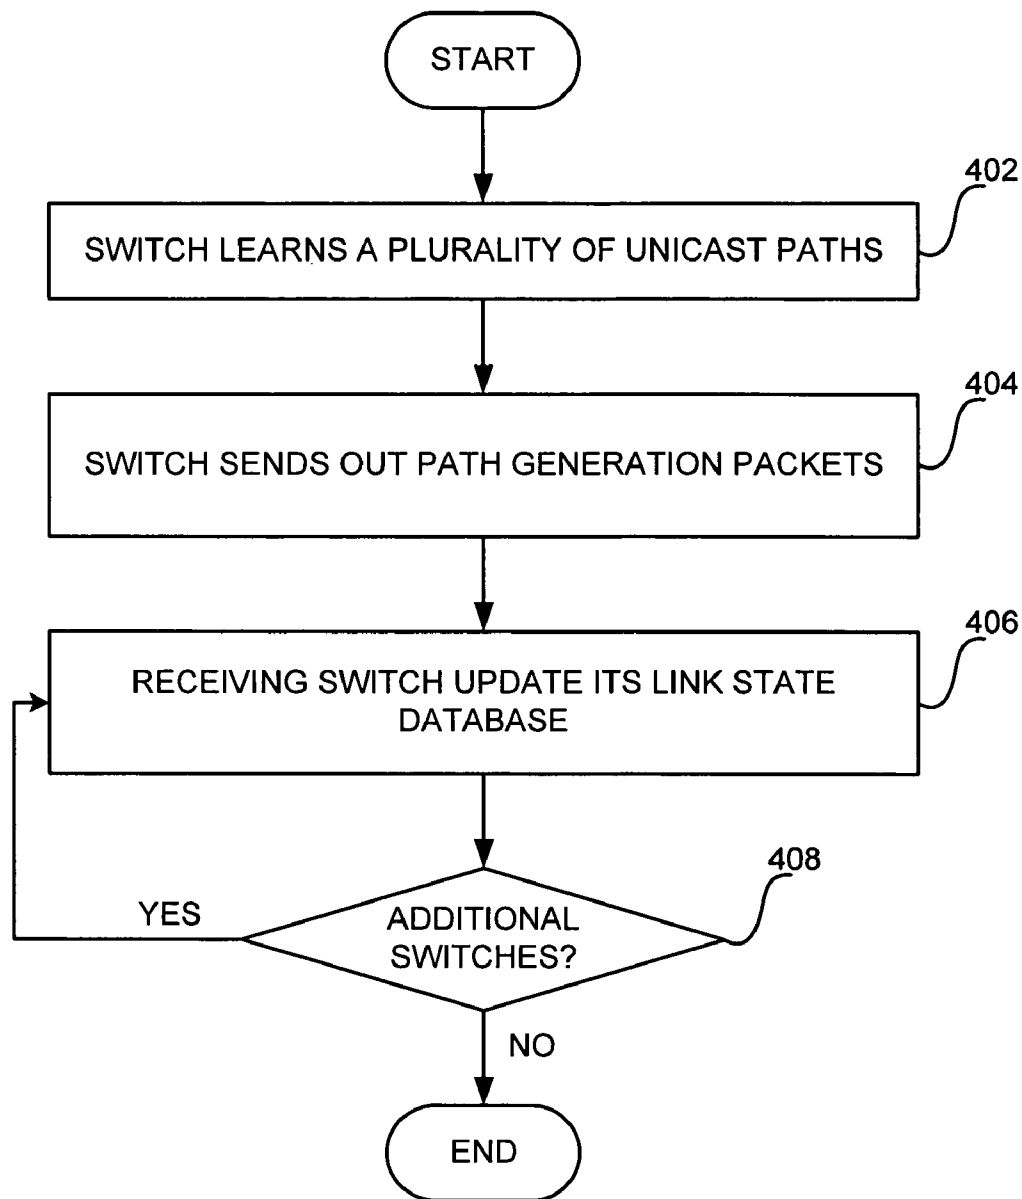 START
402
SWITCH LEARNS A PLURALITY OF UNICAST PATHS
404
SWITCH SENDS OUT PATH GENERATION PACKETS
406
RECEIVING SWITCH UPDATE ITS LINK STATE
DATABASE
408
YES
ADDITIONAL
SWITCHES?
NO
END